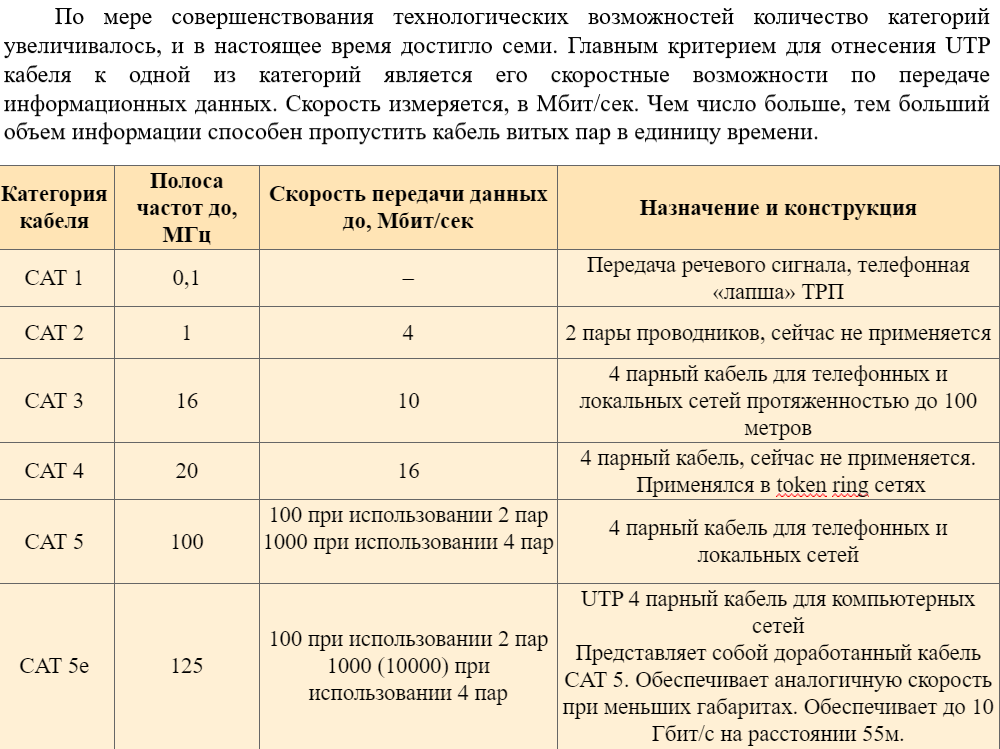 По мере совершенствования технологических возможностей количество категорий
увеличивалось, и в настоящее время достигло семи. Главным критерием для отнесения UTP
кабеля к одной из категорий является его скоростные возможности по передаче
информационных данных. Скорость измеряется, в Мбит/сек. Чем число больше, тем больший
объем информации способен пропустить кабель витых пар в единицу времени.
Категория
кабеля
Полоса
частот до,
МГц
Скорость передачи данных
до, Мбит/сек
Назначение и конструкция
CAT 1
0,1
–
Передача речевого сигнала, телефонная
«лапша» ТРП
CAT 2
1
4
2 пары проводников, сейчас не применяется
CAT 3
16
10
4 парный кабель для телефонных и
локальных сетей протяженностью до 100
метров
CAT 4
20
16
4 парный кабель, сейчас не применяется.
Применялся в token ring сетях
CAT 5
100
100 при использовании 2 пар
1000 при использовании 4 пар
4 парный кабель для телефонных и
локальных сетей
CAT 5e
125
100 при использовании 2 пар
1000 (10000) при
использовании 4 пар
UTP 4 парный кабель для компьютерных
сетей
Представляет собой доработанный кабель
CAT 5. Обеспечивает аналогичную скорость
при меньших габаритах. Обеспечивает до 10
Гбит/с на расстоянии 55м.